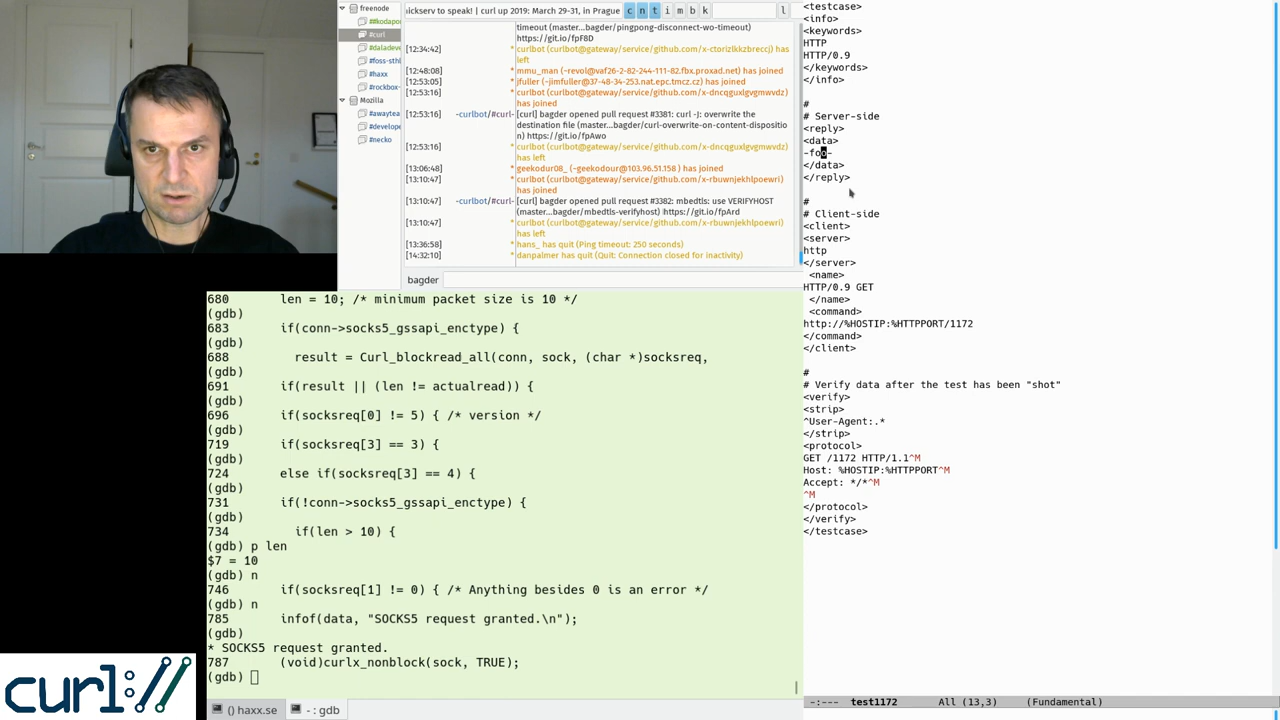 freenode
##kodapor
#curl
#daladeve
#foss-sthl
#haxx
#rockbox-
Mozilla
#awaytea
#develope
#necko
ickserv to speak! | curl up 2019: March 29-31, in Prague
c n t i m b k l
timeout (master...bagder/pingpong-disconnect-wo-timeout)
https://git.io/fpF8D
[12:34:42] * curlbot (curlbot@gateway/service/github.com/x-ctorizlkkzbreccj) has
left
[12:48:08] * mmu_man (~revol@vaf26-2-82-244-111-82.fbx.proxad.net) has joined
[12:53:05] * jfuller (~jimfuller@37-48-34-253.nat.epc.tmcz.cz) has joined
[12:53:16] * curlbot (curlbot@gateway/service/github.com/x-dncqguxlgvgmwvdz)
has joined
[12:53:16] -curlbot/#curl- [curl] bagder opened pull request #3381: curl -J: overwrite the
destination file (master...bagder/curl-overwrite-on-content-dispositio
n) https://git.io/fpAwo
[12:53:16] * curlbot (curlbot@gateway/service/github.com/x-dncqguxlgvgmwvdz)
has left
[13:06:48] * geekodur08_ (~geekodour@103.96.51.158 ) has joined
[13:10:47] * curlbot (curlbot@gateway/service/github.com/x-rbuwnjekhlpoewri) has
joined
[13:10:47] -curlbot/#curl- [curl] bagder opened pull request #3382: mbedtls: use VERIFYHOST
(master...bagder/mbedtls-verifyhost) https://git.io/fpArd
[13:10:47] * curlbot (curlbot@gateway/service/github.com/x-rbuwnjekhlpoewri)
has left
[13:36:58] * hans_ has quit (Ping timeout: 250 seconds)
[14:32:10] * danpalmer has quit (Quit: Connection closed for inactivity)
bagder
680 len = 10; /* minimum packet size is 10 */
(gdb)
683 if(conn->socks5_gssapi_enctype) {
(gdb)
688 result = Curl_blockread_all(conn, sock, (char *)socksreq,
(gdb)
691 if(result || (len != actualread)) {
(gdb)
696 if(socksreq[0] != 5) { /* version */
(gdb)
719 if(socksreq[3] == 3) {
(gdb)
724 else if(socksreq[3] == 4) {
(gdb)
731 if(!conn->socks5_gssapi_enctype) {
(gdb)
734 if(len > 10) {
(gdb) p len
$7 = 10
(gdb) n
746 if(socksreq[1] != 0) { /* Anything besides 0 is an error */
(gdb) n
785 infof(data, "SOCKS5 request granted.\n");
(gdb)
* SOCKS5 request granted.
787 (void)curlx_nonblock(sock, TRUE);
(gdb)
() haxx.se
- : gdb
curl://
<testcase>
<info>
<keywords>
HTTP
HTTP/0.9
</keywords>
</info>
#
# Server-side
<reply>
<data>
-foo-
</data>
</reply>
#
# Client-side
<client>
<server>
http
</server>
<name>
HTTP/0.9 GET
</name>
<command>
http://%HOSTIP:%HTTPPORT/1172
</command>
</client>
#
# Verify data after the test has been "shot"
<verify>
<strip>
^User-Agent:.*
</strip>
<protocol>
GET /1172 HTTP/1.1^M
Host: %HOSTIP:%HTTPPORT^M
Accept: */*^M
^M
</protocol>
</verify>
</testcase>
-:--- test1172 All (13,3) (Fundamental)